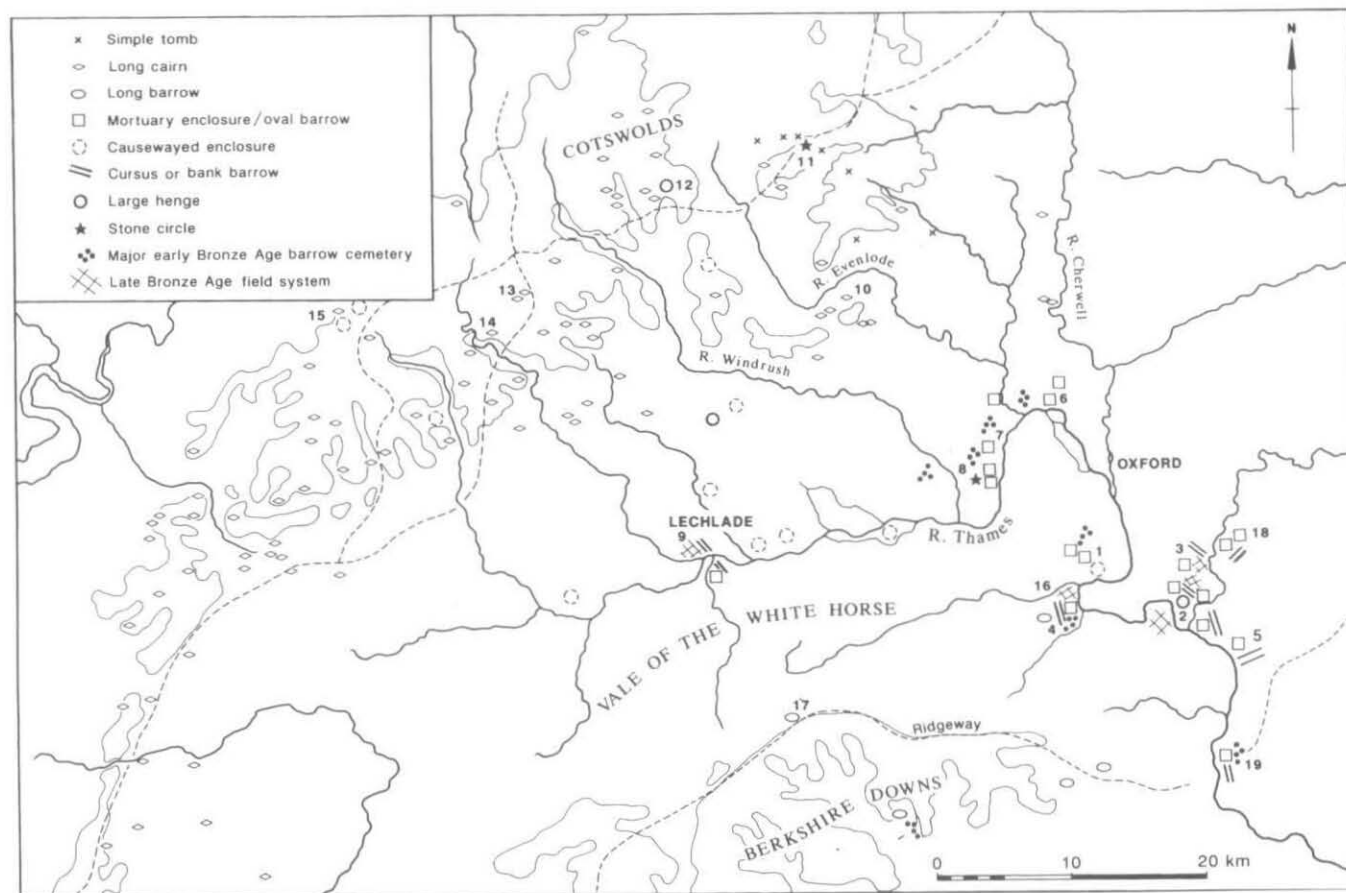 Simple tomb
Long cairn
Long barrow
Mortuary enclosure/oval barrow
Causewayed enclosure
Cursus or bank barrow
Large henge
Stone circle
Major early Bronze Age barrow cemetery
Late Bronze Age field system
N
COTSWOLDS
11
12
R. Cherwell
R. Evenlode
13
10
15
14
R. Windrush
6
7
8
OXFORD
LECHLADE
9
R. Thames
18
3
1
16
2
4
5
VALE OF THE WHITE HORSE
17
Ridgeway
19
BERKSHIRE DOWNS
0 10 20 km